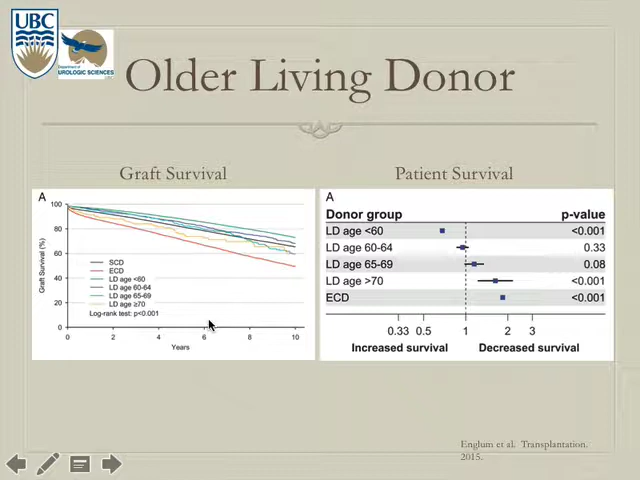 UBC
Department of
UROLOGIC SCIENCES
Older Living Donor
Graft Survival
Patient Survival
A
100
80
60
40
20
0
Graft Survival (%)
SCD
ECD
LD age <60
LD age 60-64
LD age 65-69
LD age ≥70
Log-rank test: p<0.001
0 2 4 6 8 10
Years
A
Donor group p-value
LD age <60 <0.001
LD age 60-64 0.33
LD age 65-69 0.08
LD age >70 <0.001
ECD <0.001
0.33 0.5 1 2 3
Increased survival Decreased survival
Englum et al. Transplantation.
2015.